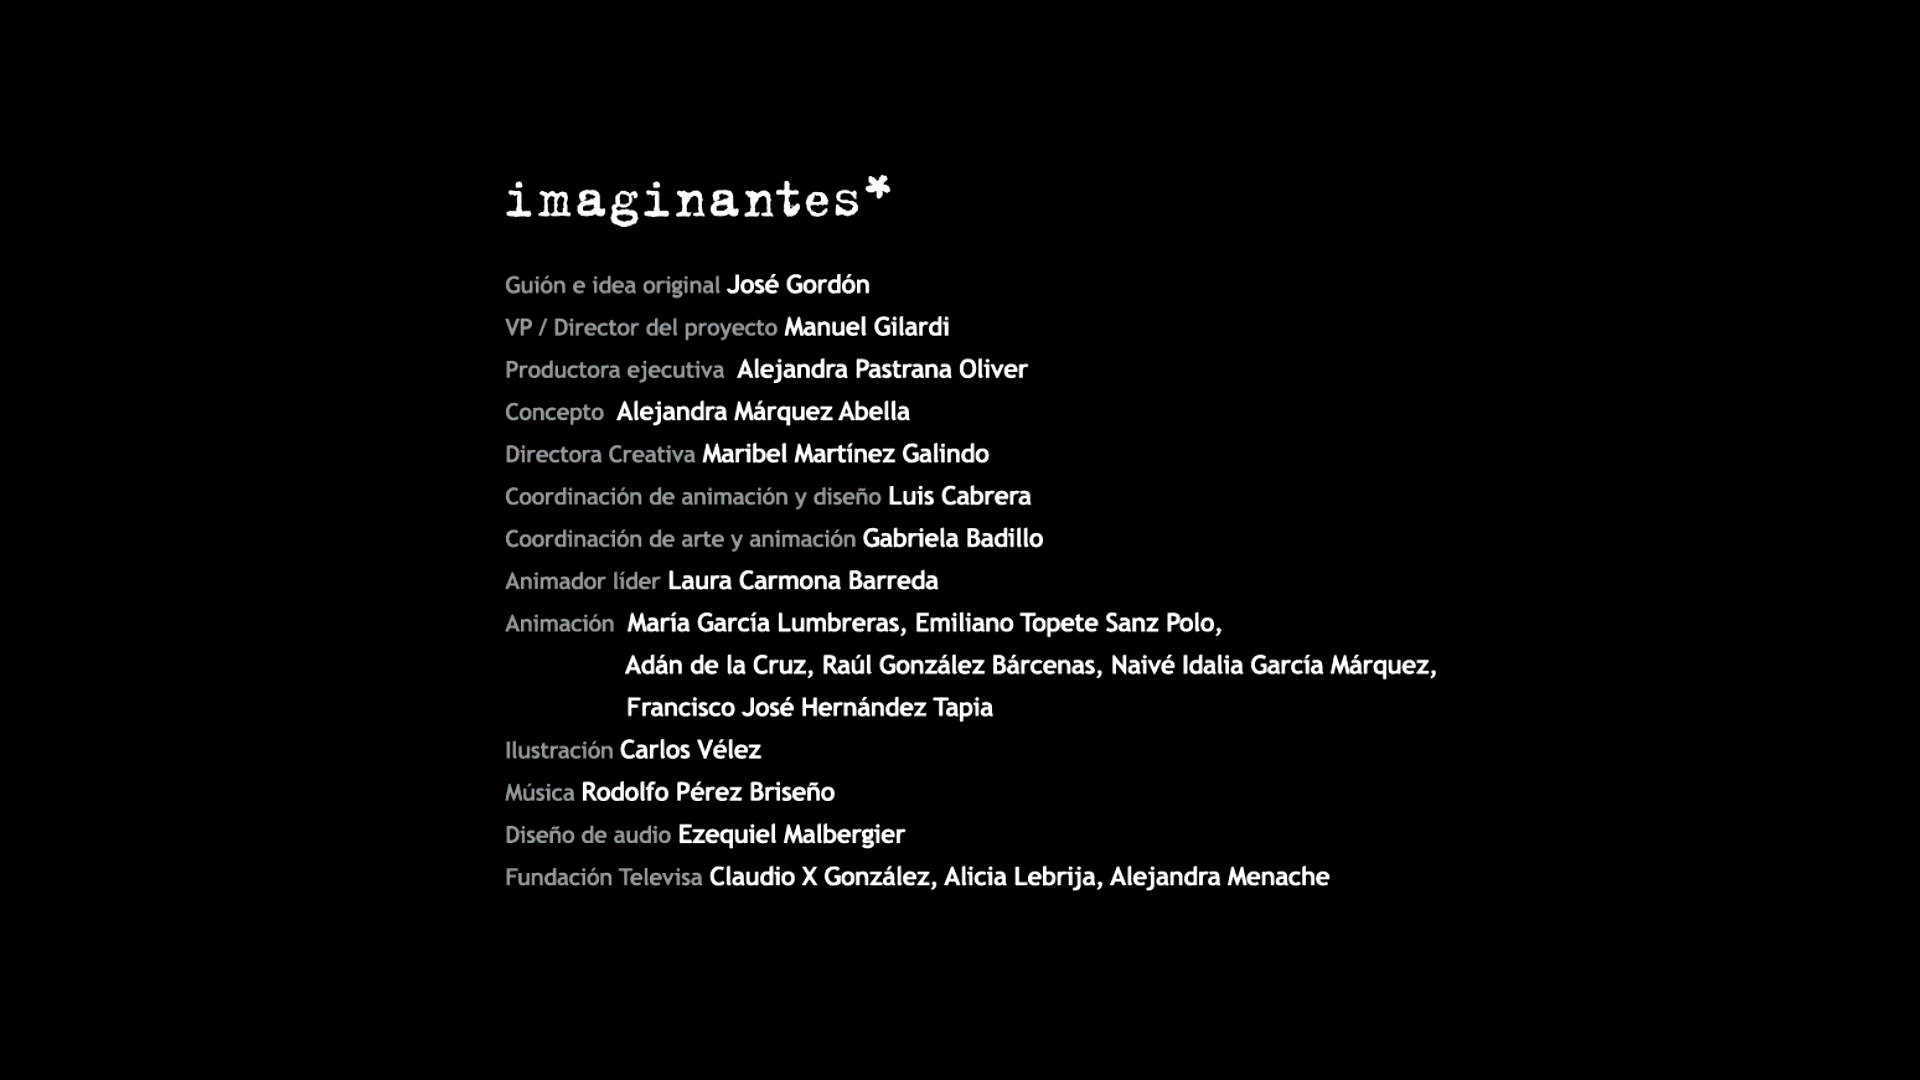 imaginantes*
Guión e idea original José Gordón
VP / Director del proyecto Manuel Gilardi
Productora ejecutiva Alejandra Pastrana Oliver
Concepto Alejandra Márquez Abella
Directora Creativa Maribel Martínez Galindo
Coordinación de animación y diseño Luis Cabrera
Coordinación de arte y animación Gabriela Badillo
Animador líder Laura Carmona Barreda
Animación María García Lumbreras, Emiliano Topete Sanz Polo,
Adán de la Cruz, Raúl González Bárcenas, Naivé Idalia García Márquez,
Francisco José Hernández Tapia
Ilustración Carlos Vélez
Música Rodolfo Pérez Briseño
Diseño de audio Ezequiel Malbergier
Fundación Televisa Claudio X González, Alicia Lebrija, Alejandra Menache